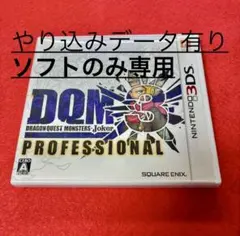 やり込みデータ有り
ソフトのみ専用
NINTENDO 3DS
DQM
3
DRAGON QUEST MONSTERS Joker
PROFESSIONAL
A
SQUARE ENIX.